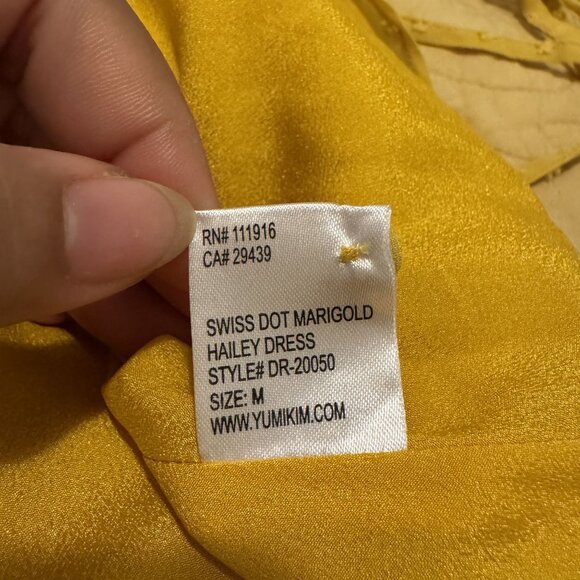 RN# 111916
CA# 29439
SWISS DOT MARIGOLD
HAILEY DRESS
STYLE# DR-20050
SIZE: M
WWW.YUMIKIM.COM